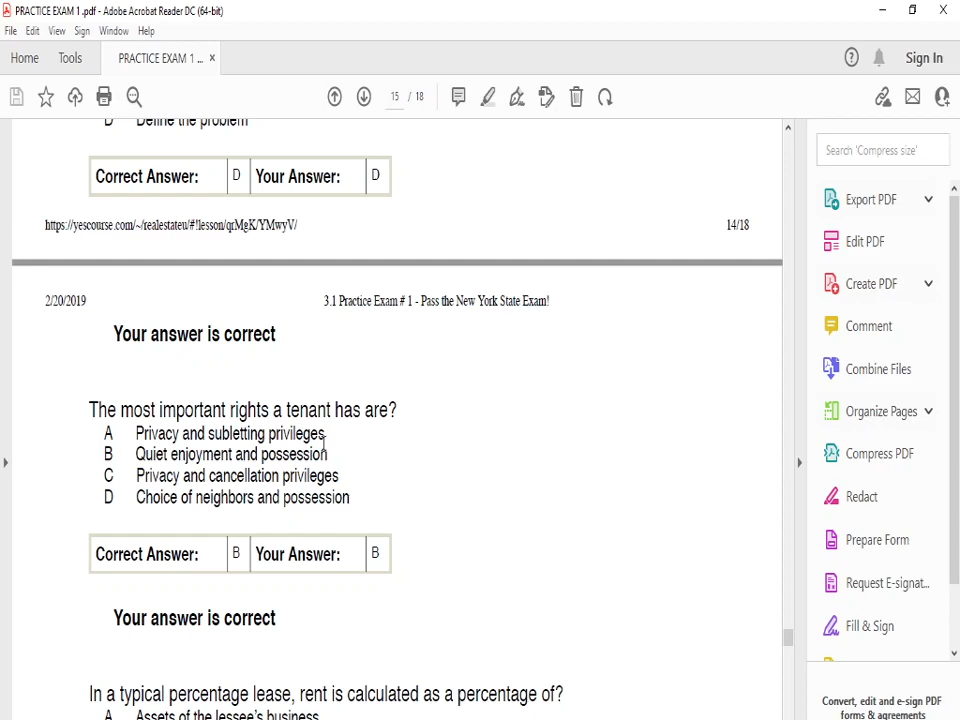 PRACTICE EXAM 1 .pdf - Adobe Acrobat Reader DC (64-bit)
File Edit View Sign Window Help
Home Tools PRACTICE EXAM 1 ... × Sign In
15 / 18
D Define the problem
Correct Answer: D Your Answer: D
https://yescourse.com/~/realestateu/#!lesson/qrMgK/YMwyV/ 14/18
2/20/2019 3.1 Practice Exam # 1 - Pass the New York State Exam!
Your answer is correct
The most important rights a tenant has are?
A Privacy and subletting privileges
B Quiet enjoyment and possession
C Privacy and cancellation privileges
D Choice of neighbors and possession
Correct Answer: B Your Answer: B
Your answer is correct
In a typical percentage lease, rent is calculated as a percentage of?
A Assets of the lessee's business
Search 'Compress size'
Export PDF
Edit PDF
Create PDF
Comment
Combine Files
Organize Pages
Compress PDF
Redact
Prepare Form
Request E-signat...
Fill & Sign
Convert, edit and e-sign PDF
forms & agreements